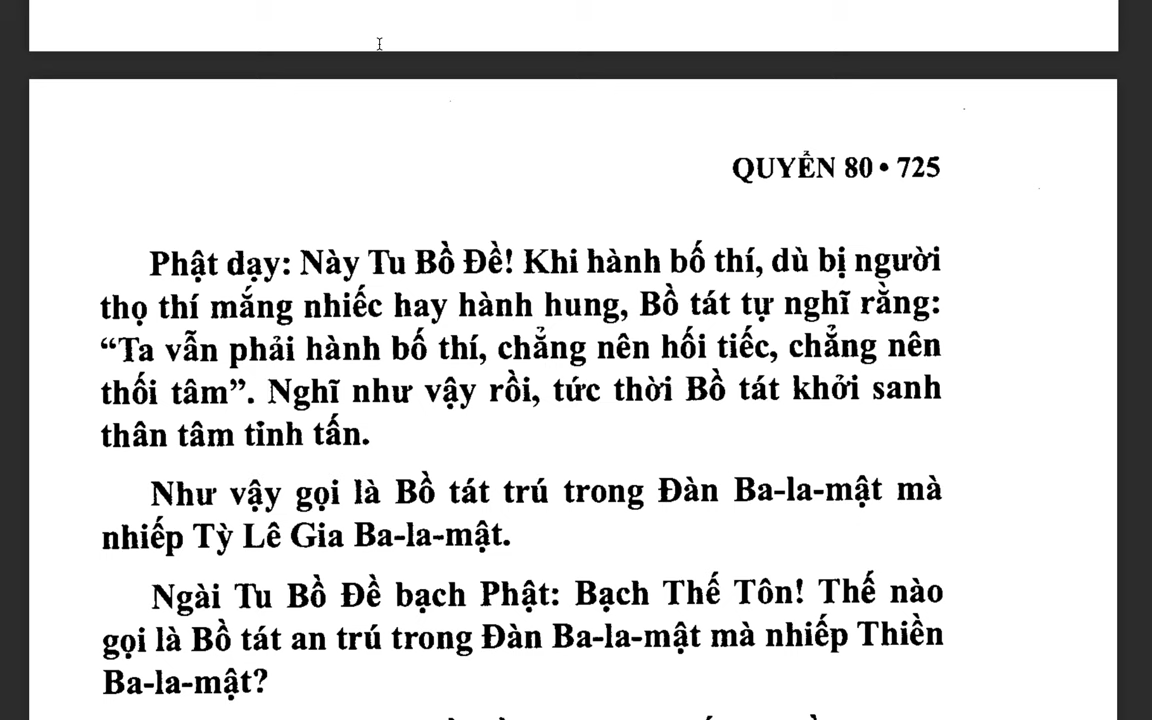 QUYỂN 80 • 725
Phật dạy: Này Tu Bồ Đề! Khi hành bố thí, dù bị người
thọ thí mắng nhiếc hay hành hung, Bồ tát tự nghĩ rằng:
“Ta vẫn phải hành bố thí, chẳng nên hối tiếc, chẳng nên
thối tâm”. Nghĩ như vậy rồi, tức thời Bồ tát khởi sanh
thân tâm tinh tấn.
Như vậy gọi là Bồ tát trú trong Đàn Ba-la-mật mà
nhiếp Tỳ Lê Gia Ba-la-mật.
Ngài Tu Bồ Đề bạch Phật: Bạch Thế Tôn! Thế nào
gọi là Bồ tát an trú trong Đàn Ba-la-mật mà nhiếp Thiền
Ba-la-mật?